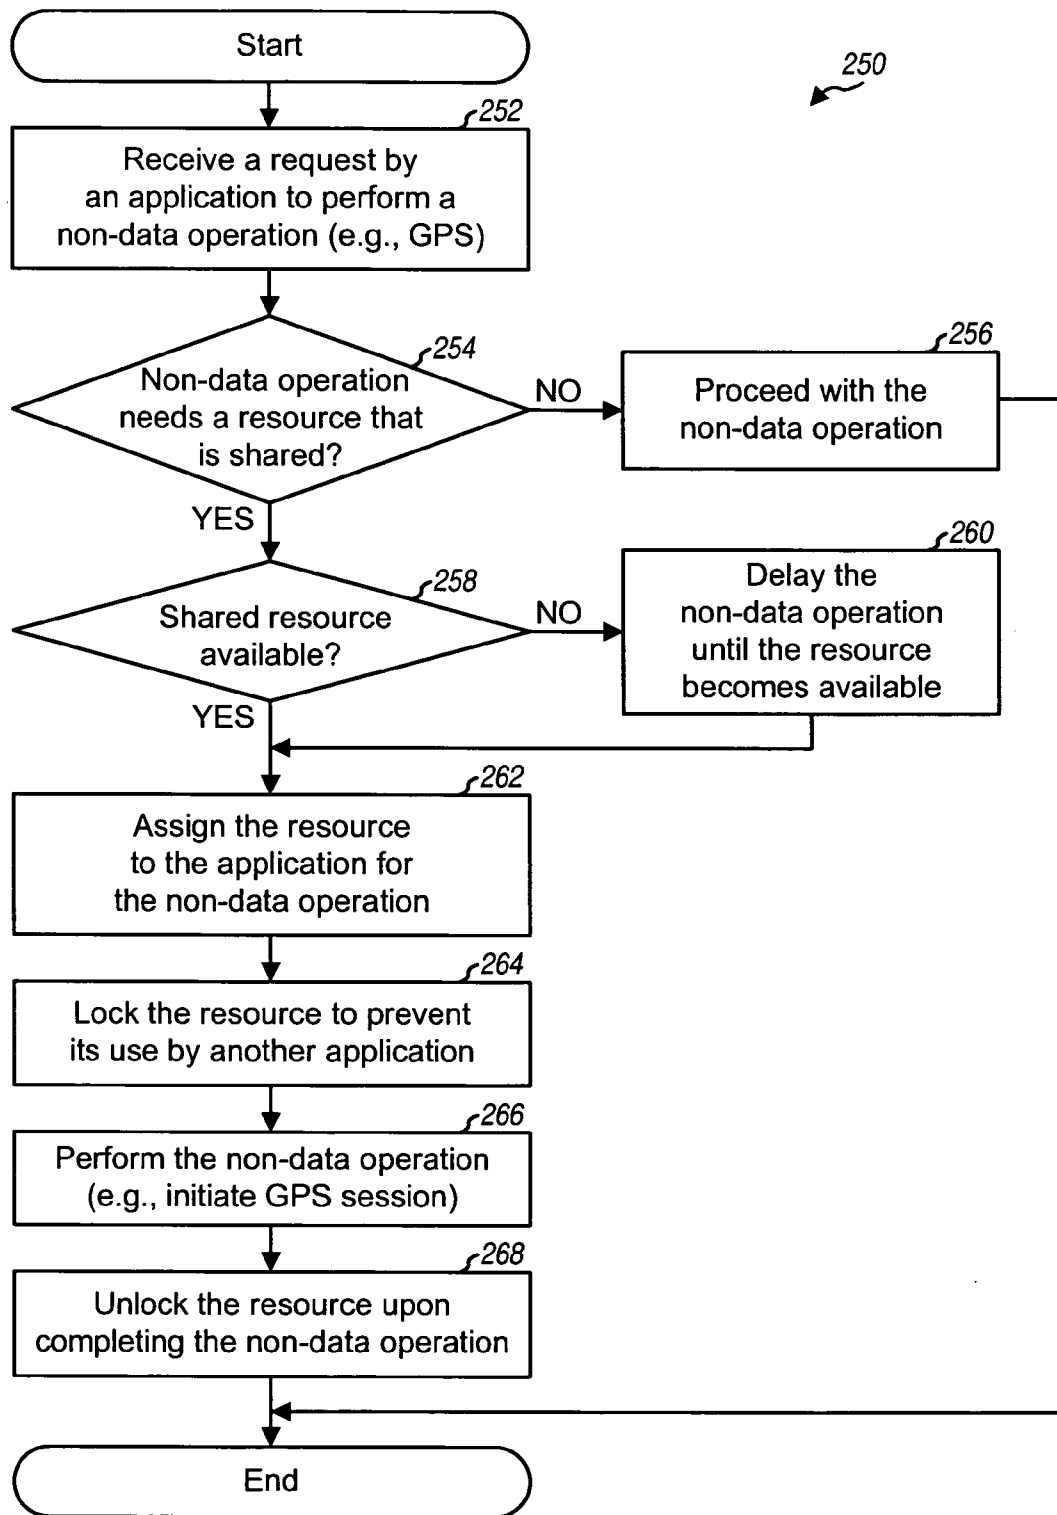 Start
250
252
Receive a request by
an application to perform a
non-data operation (e.g., GPS)
254
Non-data operation
needs a resource that
is shared?
NO
256
Proceed with the
non-data operation
YES
258
Shared resource
available?
NO
260
Delay the
non-data operation
until the resource
becomes available
YES
262
Assign the resource
to the application for
the non-data operation
264
Lock the resource to prevent
its use by another application
266
Perform the non-data operation
(e.g., initiate GPS session)
268
Unlock the resource upon
completing the non-data operation
End